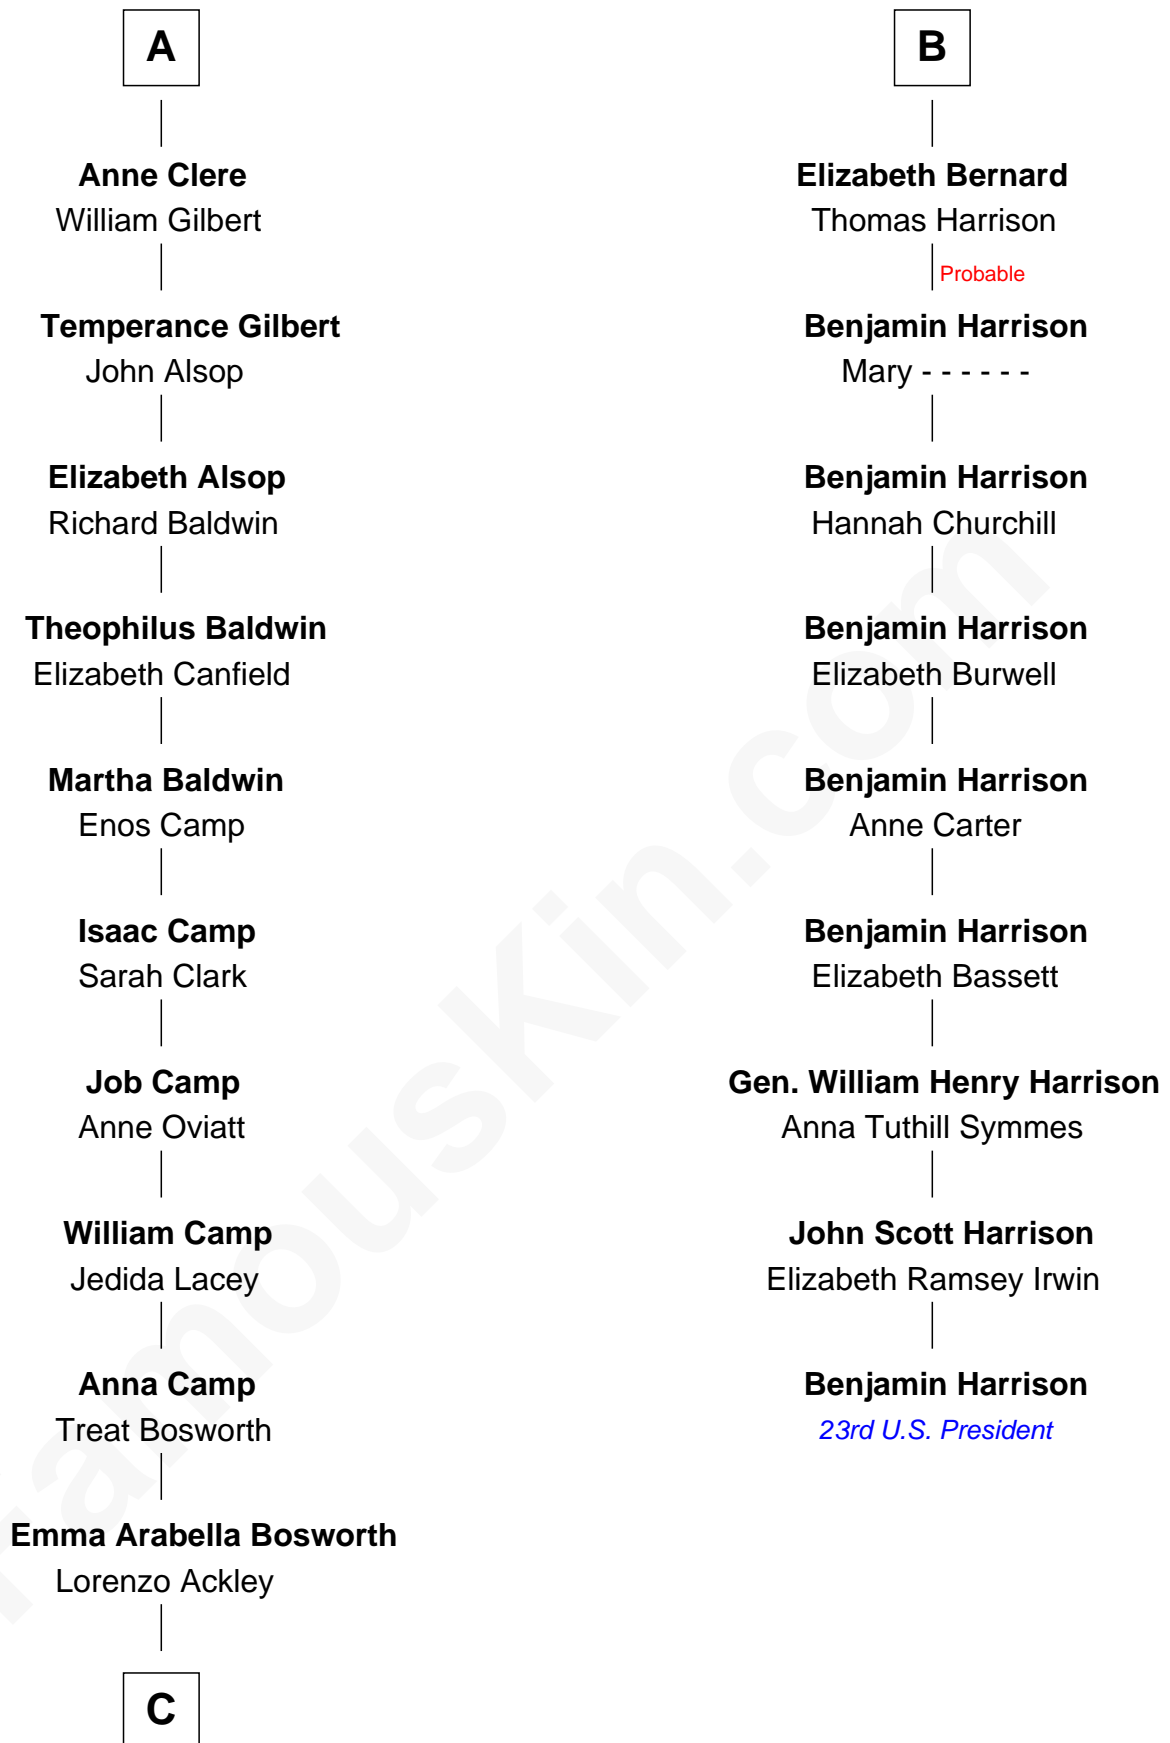 A
Anne Clere
William Gilbert
Temperance Gilbert
John Alsop
Elizabeth Alsop
Richard Baldwin
Theophilus Baldwin
Elizabeth Canfield
Martha Baldwin
Enos Camp
Isaac Camp
Sarah Clark
Job Camp
Anne Oviatt
William Camp
Jedida Lacey
Anna Camp
Treat Bosworth
Emma Arabella Bosworth
Lorenzo Ackley
C
B
Elizabeth Bernard
Thomas Harrison
Probable
Benjamin Harrison
Mary - - - - - -
Benjamin Harrison
Hannah Churchill
Benjamin Harrison
Elizabeth Burwell
Benjamin Harrison
Anne Carter
Benjamin Harrison
Elizabeth Bassett
Gen. William Henry Harrison
Anna Tuthill Symmes
John Scott Harrison
Elizabeth Ramsey Irwin
Benjamin Harrison
23rd U.S. President
FamousKin.com